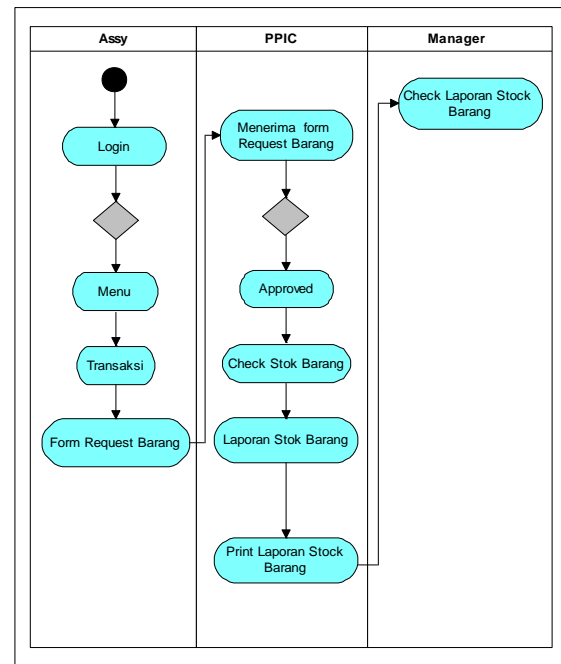 Assy
PPIC
Manager
Login
Menu
Transaksi
Form Request Barang
Menerima form
Request Barang
Approved
Check Stok Barang
Laporan Stok Barang
Print Laporan Stock
Barang
Check Laporan Stock
Barang